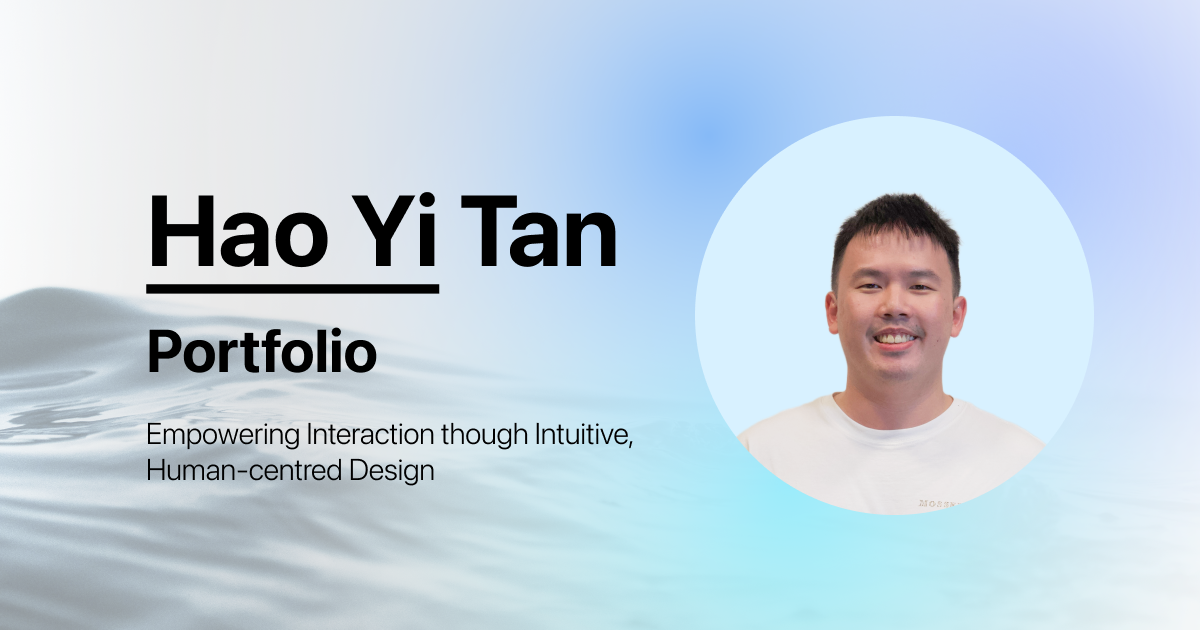 Hao Yi Tan
Portfolio
Empowering Interaction though Intuitive,
Human-centred Design